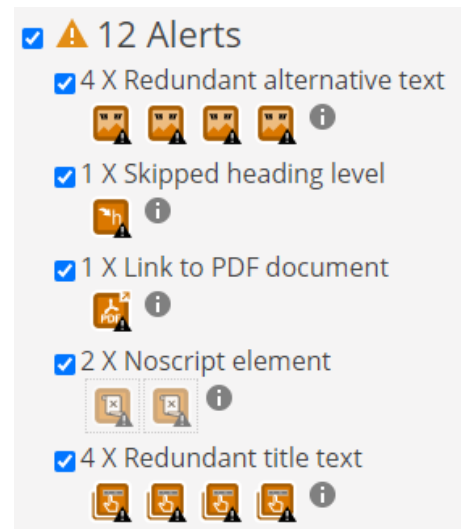 12 Alerts
4 X Redundant alternative text
1 X Skipped heading level
h
1 X Link to PDF document
PDF
2 X Noscript element
4 X Redundant title text